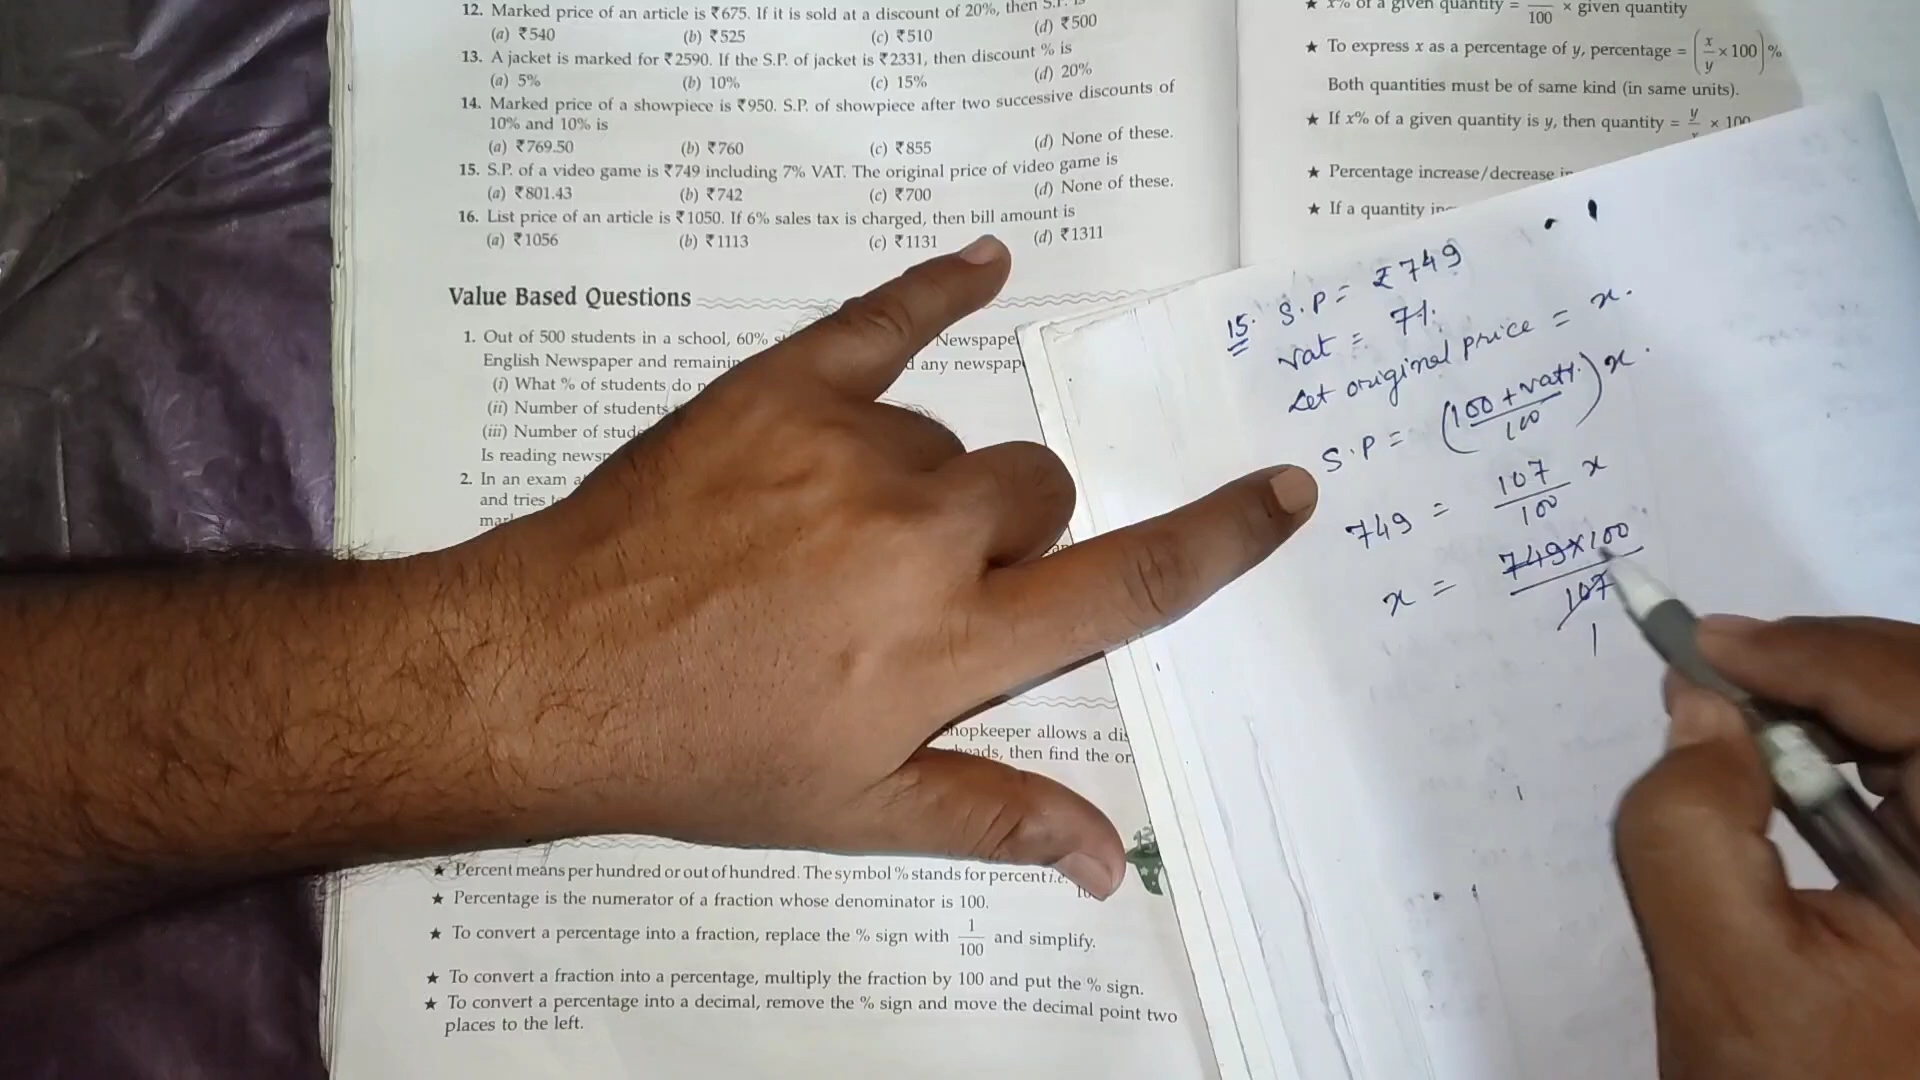 12. Marked price of an article is ₹675. If it is sold at a discount of 20%, then S.P. is
(a) ₹540 (b) ₹525 (c) ₹510 (d) ₹500
13. A jacket is marked for ₹2590. If the S.P. of jacket is ₹2331, then discount % is
(a) 5% (b) 10% (c) 15% (d) 20%
14. Marked price of a showpiece is ₹950. S.P. of showpiece after two successive discounts of
10% and 10% is
(a) ₹769.50 (b) ₹760 (c) ₹855 (d) None of these.
15. S.P. of a video game is ₹749 including 7% VAT. The original price of video game is
(a) ₹801.43 (b) ₹742 (c) ₹700 (d) None of these.
16. List price of an article is ₹1050. If 6% sales tax is charged, then bill amount is
(a) ₹1056 (b) ₹1113 (c) ₹1131 (d) ₹1311
Value Based Questions
1. Out of 500 students in a school, 60% Newspape
English Newspaper and any newspap
(i) What % of students do
(ii) Number of students
(iii) Number of
Is reading
2. In an exam
and tries
hopkeeper allows a
then find the
★ Percent means per hundred or out of hundred. The symbol % stands for percent i.e.
★ Percentage is the numerator of a fraction whose denominator is 100.
★ To convert a percentage into a fraction, replace the % sign with 1/100 and simplify.
★ To convert a fraction into a percentage, multiply the fraction by 100 and put the % sign.
★ To convert a percentage into a decimal, remove the % sign and move the decimal point two
places to the left.
★ x% of a given quantity = /100 × given quantity
★ To express x as a percentage of y, percentage = (x/y × 100)%
Both quantities must be of same kind (in same units).
★ If x% of a given quantity is y, then quantity = y/ × 100
★ Percentage increase/decrease
★ If a quantity
15. S.P = ₹749
vat = 7%.
Let original price = x.
S.P = (100 + vat%/100) x.
749 = 107/100 x
x = 749×100/107
1